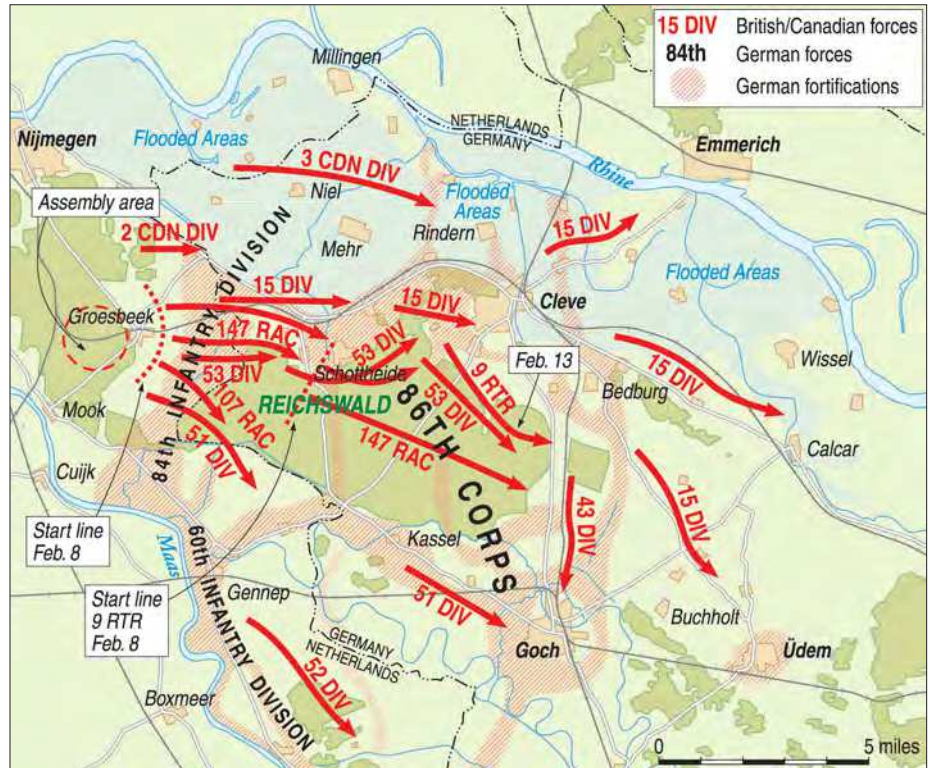 15 DIV British/Canadian forces
84th German forces
German fortifications
Millingen
Nijmegen
Flooded Areas
NETHERLANDS
GERMANY
Emmerich
Rhine
3 CDN DIV
Niel
Flooded Areas
Assembly area
2 CDN DIV
Mehr
Rindern
15 DIV
84th INFANTRY DIVISION
15 DIV
Flooded Areas
Cleve
Groesbeek
15 DIV
147 RAC
53 DIV
Feb. 13
Wissel
53 DIV
Schottheide
9 RTR
15 DIV
Bedburg
REICHSWALD
53 DIV
107 RAC
Mook
86TH CORPS
147 RAC
Calcar
51 DIV
Cuijk
15 DIV
43 DIV
Start line
Feb. 8
Maas
60th INFANTRY DIVISION
Kassel
Start line
9 RTR
Feb. 8
Gennep
51 DIV
Buchholt
GERMANY
NETHERLANDS
Goch
Üdem
52 DIV
Boxmeer
0 5 miles